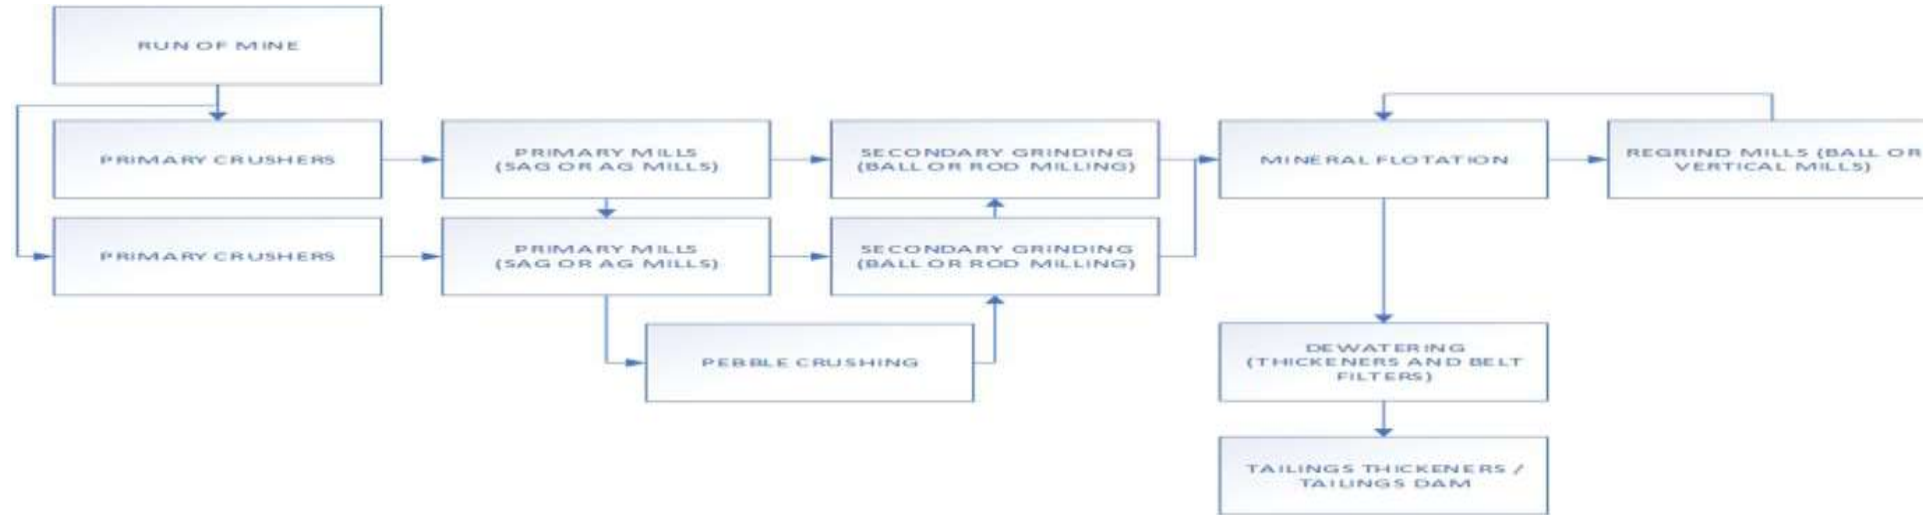 RUN OF MINE
PRIMARY CRUSHERS
PRIMARY MILLS
(SAG OR AG MILLS)
SECONDARY GRINDING
(BALL OR ROD MILLING)
MINERAL FLOTATION
REGRIND MILLS (BALL OR
VERTICAL MILLS)
PRIMARY CRUSHERS
PRIMARY MILLS
(SAG OR AG MILLS)
SECONDARY GRINDING
(BALL OR ROD MILLING)
PEBBLE CRUSHING
DEWATERING
(THICKENERS AND BELT
FILTERS)
TAILINGS THICKENERS /
TAILINGS DAM